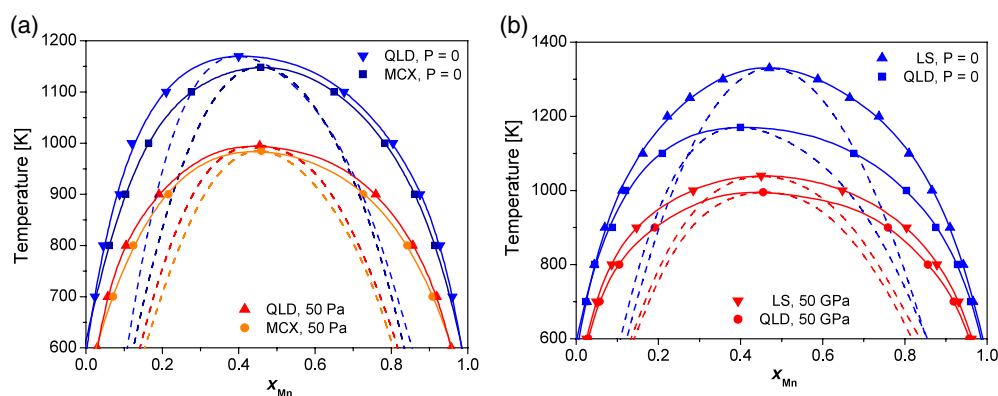 (a)
QLD, P = 0
MCX, P = 0
QLD, 50 Pa
MCX, 50 Pa
Temperature [K]
1200
1100
1000
900
800
700
600
0.0 0.2 0.4 0.6 0.8 1.0
xMn
(b)
LS, P = 0
QLD, P = 0
LS, 50 GPa
QLD, 50 GPa
Temperature [K]
1400
1200
1000
800
600
0.0 0.2 0.4 0.6 0.8 1.0
xMn